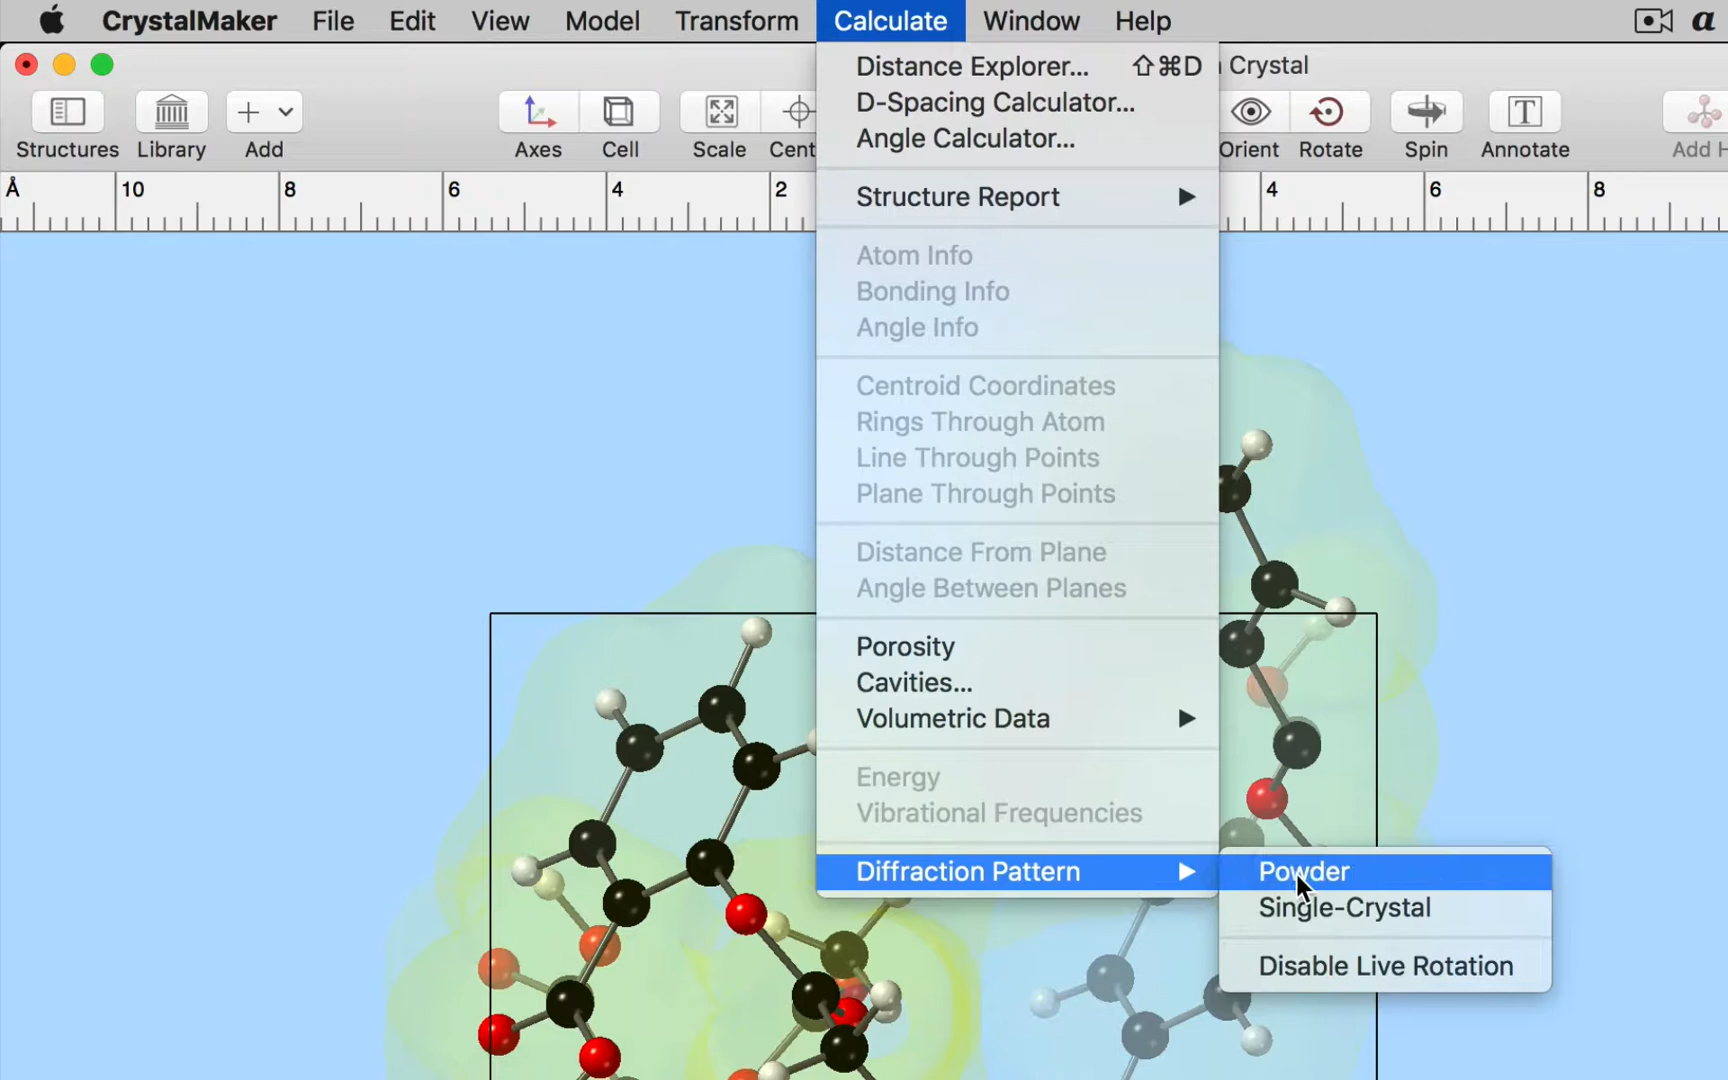 CrystalMaker File Edit View Model Transform Calculate Window Help
Crystal
Structures Library Add Axes Cell Scale Orient Rotate Spin Annotate Add
Å 10 8 6 4 2 4 6 8
Distance Explorer... ⇧⌘D
D-Spacing Calculator...
Angle Calculator...
Structure Report
Atom Info
Bonding Info
Angle Info
Centroid Coordinates
Rings Through Atom
Line Through Points
Plane Through Points
Distance From Plane
Angle Between Planes
Porosity
Cavities...
Volumetric Data
Energy
Vibrational Frequencies
Diffraction Pattern
Powder
Single-Crystal
Disable Live Rotation